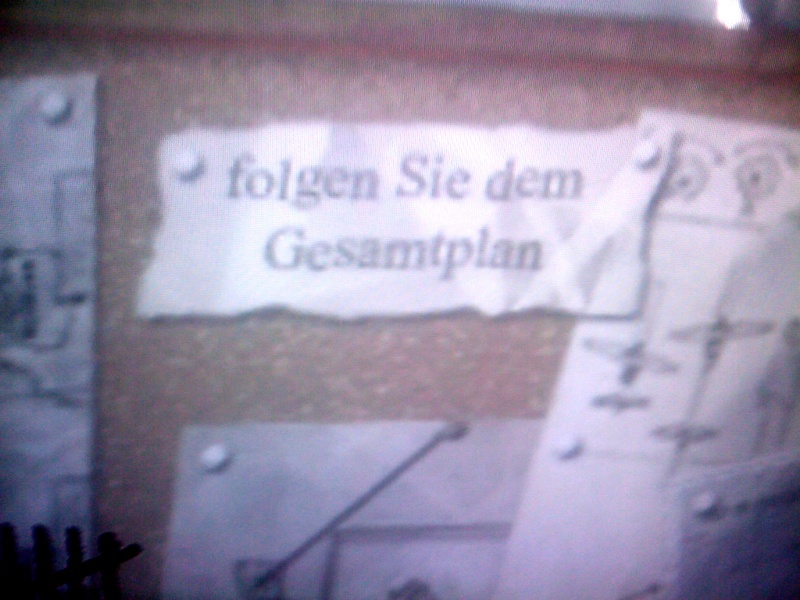 folgen Sie dem
Gesamtplan